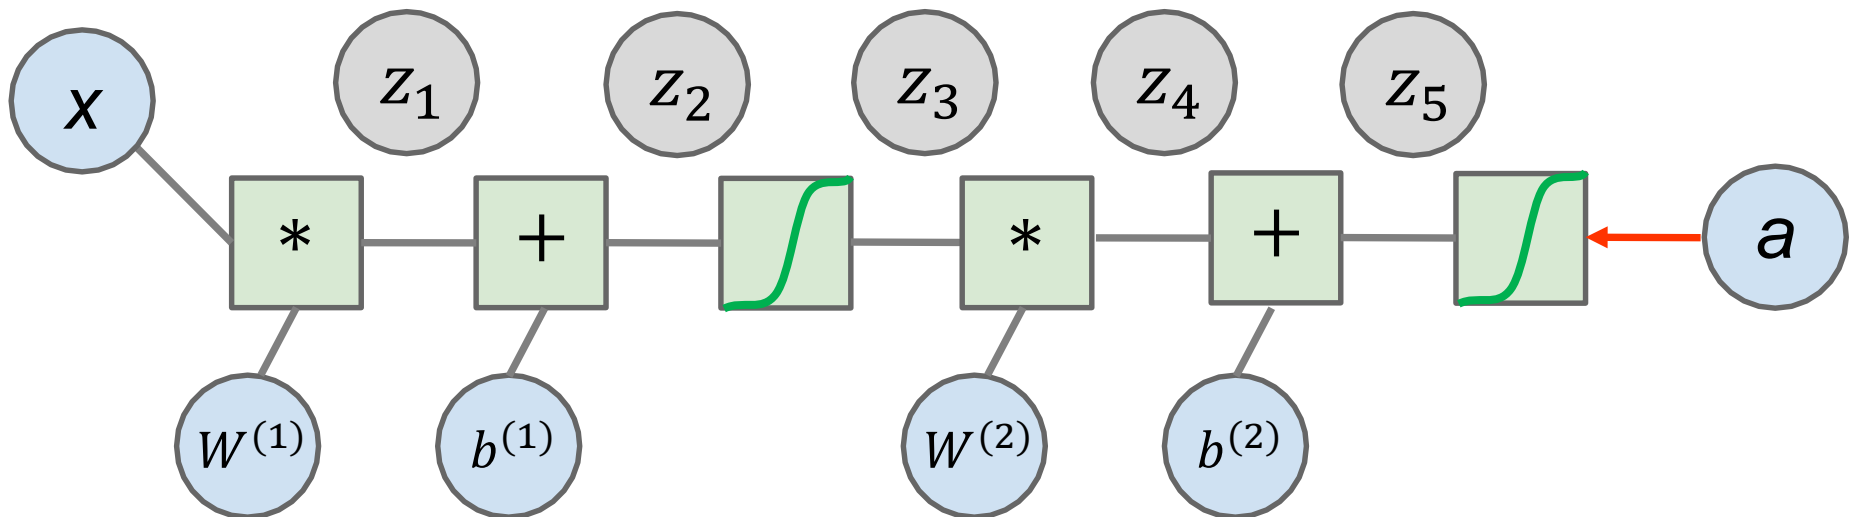 x z₁ z₂ z₃ z₄ z₅
* + * + a
W⁽¹⁾ b⁽¹⁾ W⁽²⁾ b⁽²⁾